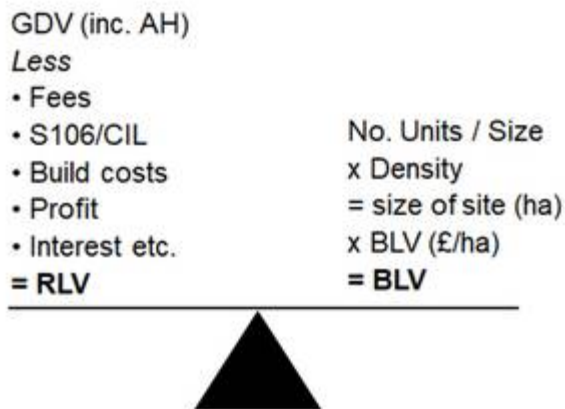 GDV (inc. AH)
Less
• Fees
• S106/CIL
• Build costs
• Profit
• Interest etc.
= RLV
No. Units / Size
x Density
= size of site (ha)
x BLV (£/ha)
= BLV